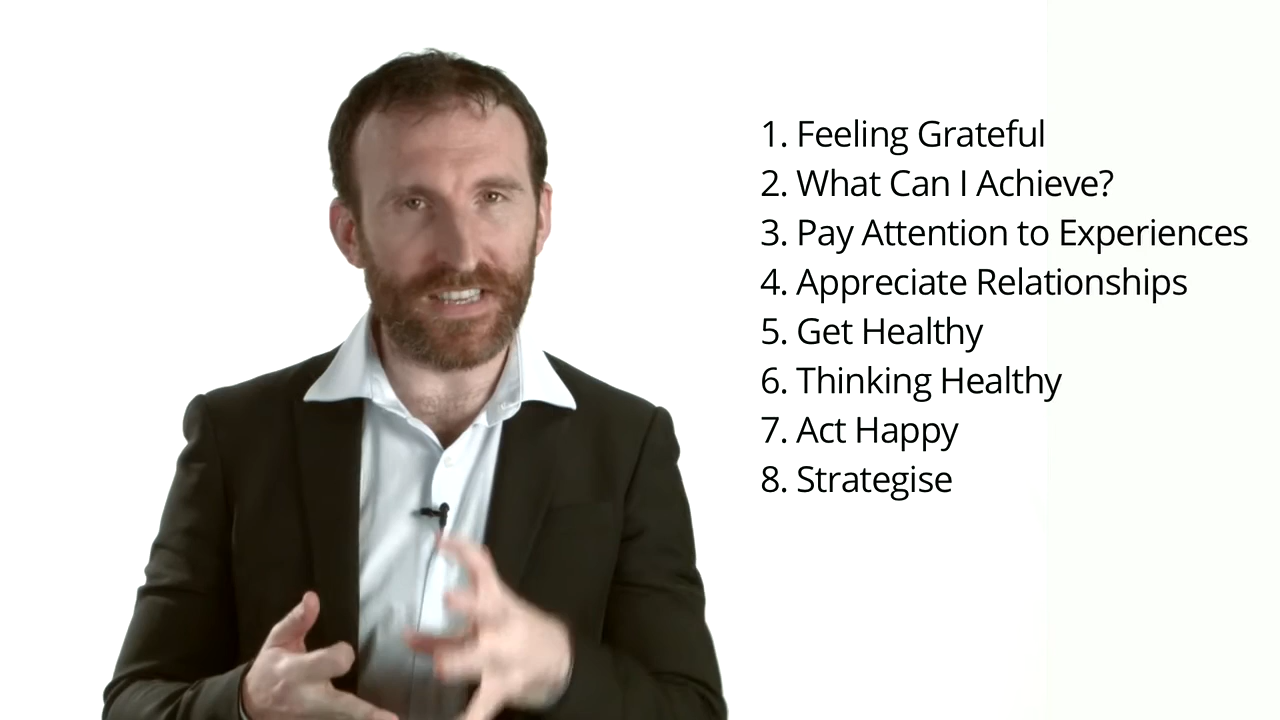 1. Feeling Grateful
2. What Can I Achieve?
3. Pay Attention to Experiences
4. Appreciate Relationships
5. Get Healthy
6. Thinking Healthy
7. Act Happy
8. Strategise